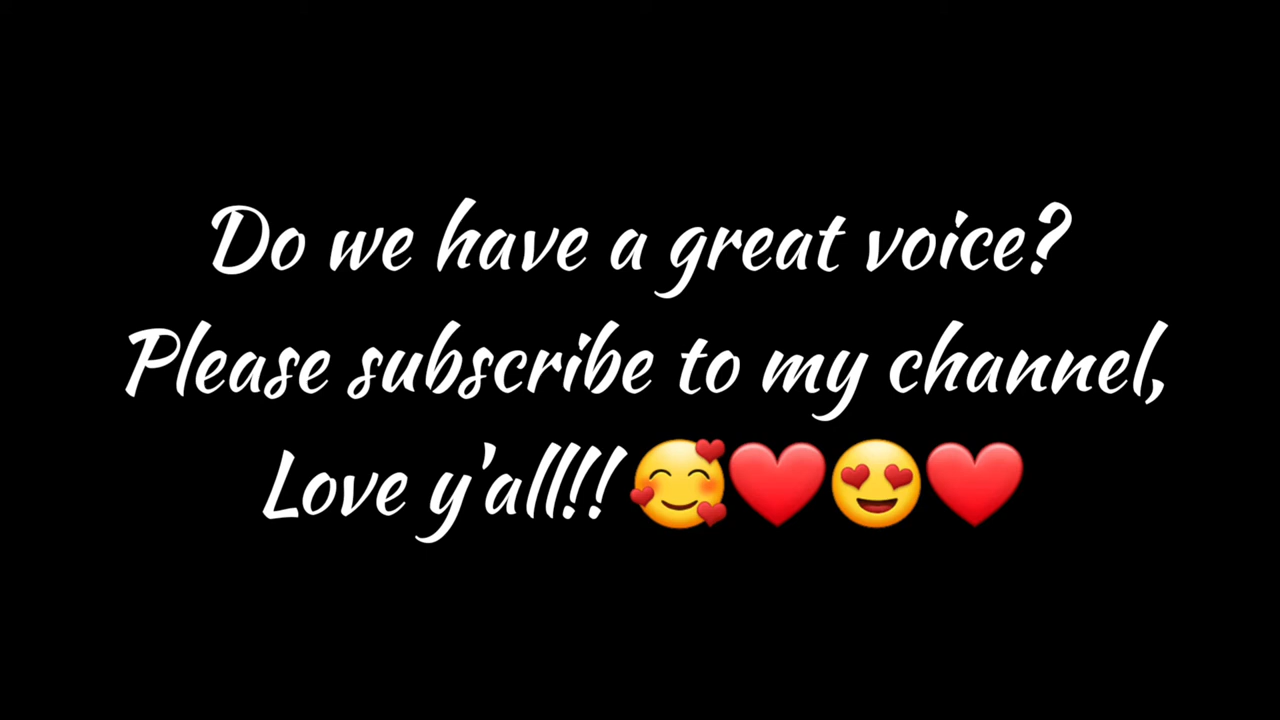 Do we have a great voice?
Please subscribe to my channel,
Love y'all!! 🥰❤️😍❤️